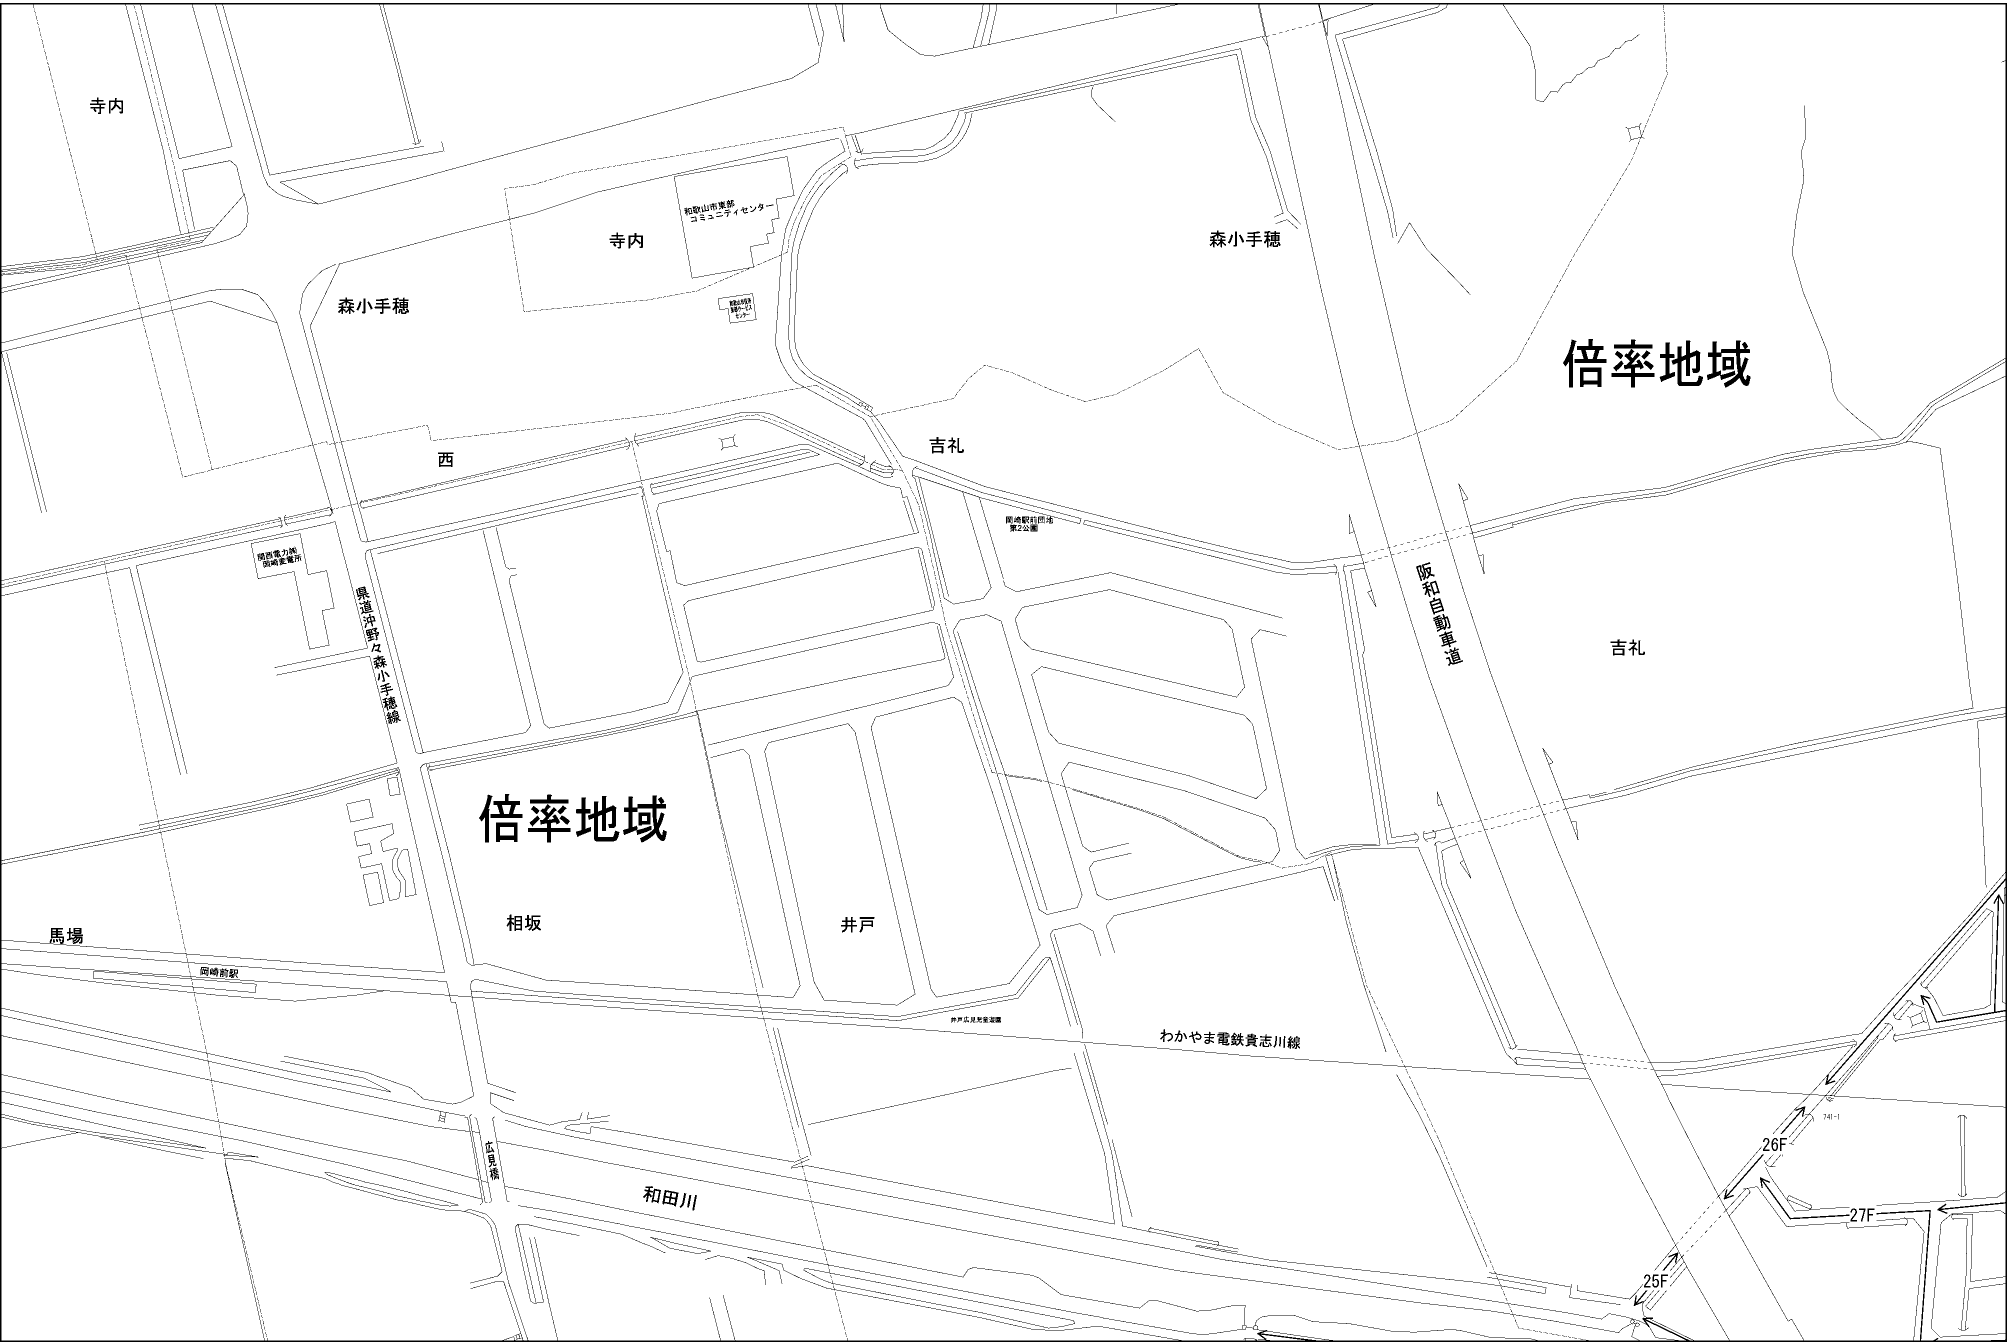 寺内
和歌山市東部
コミュニティセンター
寺内
森小手穂
森小手穂
倍率地域
西
吉礼
岡崎駅前団地
第2公園
関西電力㈱
岡崎変電所
県道沖野々森小手穂線
阪和自動車道
吉礼
倍率地域
馬場
相坂
井戸
岡崎前駅
井戸広見児童遊園
わかやま電鉄貴志川線
741-1
広見橋
和田川
26F
27F
25F